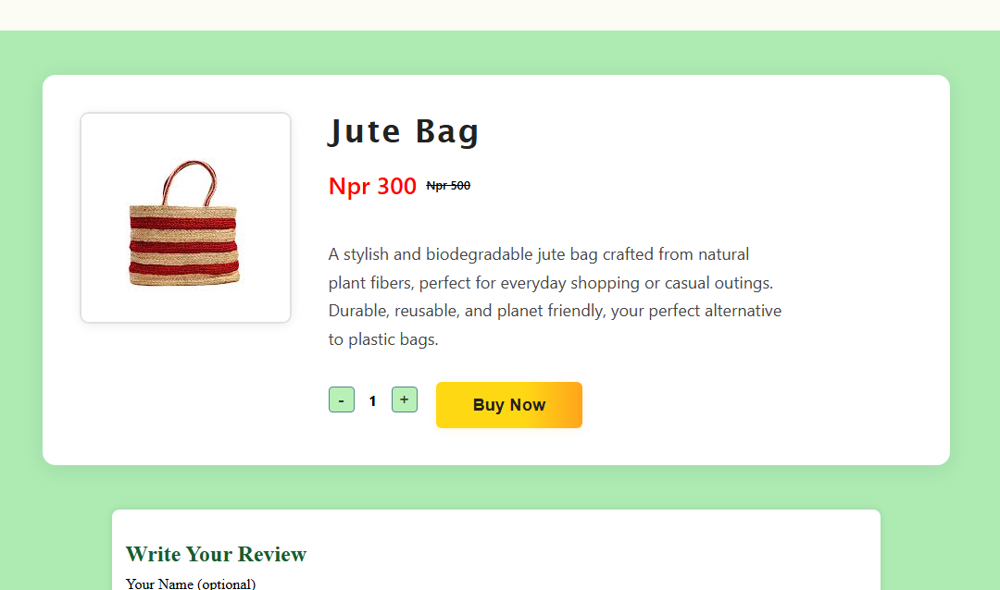 Jute Bag
Npr 300 Npr 500
A stylish and biodegradable jute bag crafted from natural
plant fibers, perfect for everyday shopping or casual outings.
Durable, reusable, and planet friendly, your perfect alternative
to plastic bags.
- 1 + Buy Now
Write Your Review
Your Name (optional)